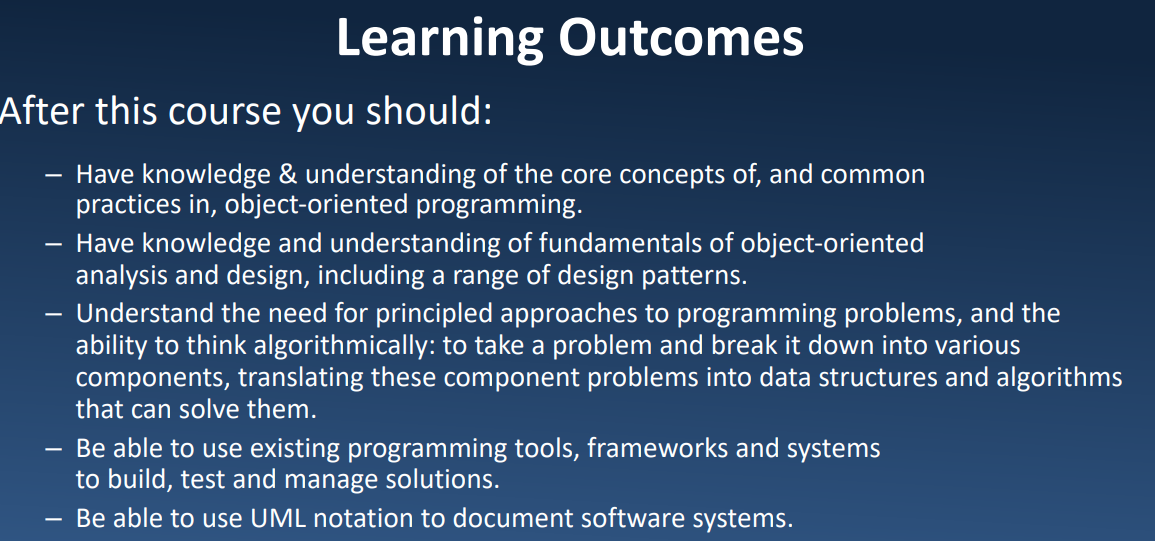 Learning Outcomes
After this course you should:
– Have knowledge & understanding of the core concepts of, and common
practices in, object-oriented programming.
– Have knowledge and understanding of fundamentals of object-oriented
analysis and design, including a range of design patterns.
– Understand the need for principled approaches to programming problems, and the
ability to think algorithmically: to take a problem and break it down into various
components, translating these component problems into data structures and algorithms
that can solve them.
– Be able to use existing programming tools, frameworks and systems
to build, test and manage solutions.
– Be able to use UML notation to document software systems.